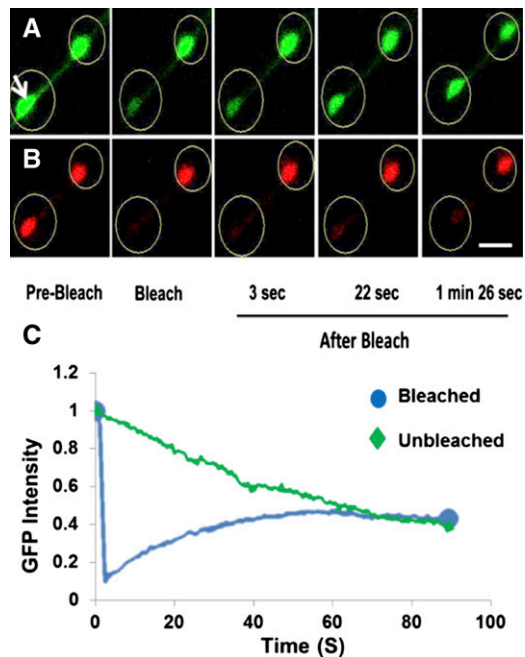 A
B
Pre-Bleach Bleach 3 sec 22 sec 1 min 26 sec
After Bleach
C
1.2
1
0.8
0.6
0.4
0.2
0
GFP Intensity
Bleached
Unbleached
0 20 40 60 80 100
Time (S)